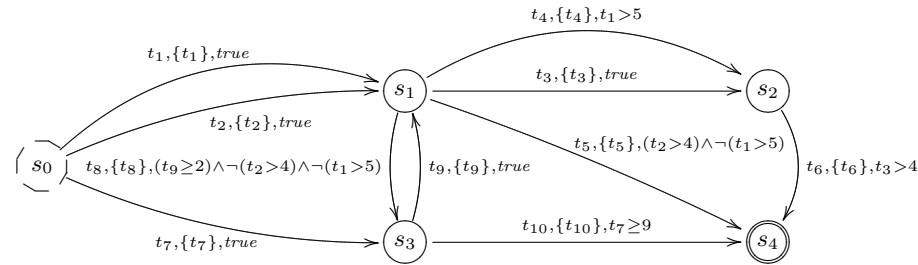 t₄,{t₄},t₁>5
t₁,{t₁},true
s₁
t₃,{t₃},true
s₂
t₂,{t₂},true
s₀
t₈,{t₈},(t₉≥2)∧¬(t₂>4)∧¬(t₁>5)
t₉,{t₉},true
t₅,{t₅},(t₂>4)∧¬(t₁>5)
t₆,{t₆},t₃>4
t₇,{t₇},true
s₃
t₁₀,{t₁₀},t₇≥9
s₄